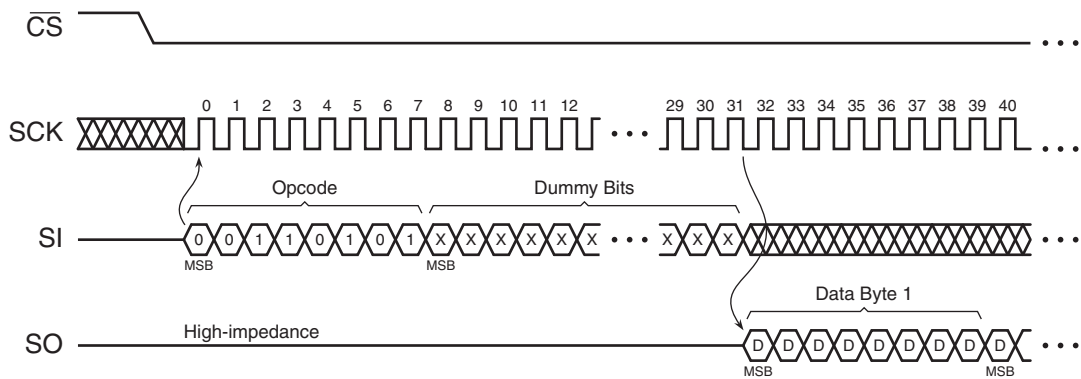 CS
0 1 2 3 4 5 6 7 8 9 10 11 12 29 30 31 32 33 34 35 36 37 38 39 40
SCK
Opcode Dummy Bits
SI 0 0 1 1 0 1 0 1 X X X X X X X X X
MSB MSB
Data Byte 1
High-impedance
SO D D D D D D D D D
MSB MSB